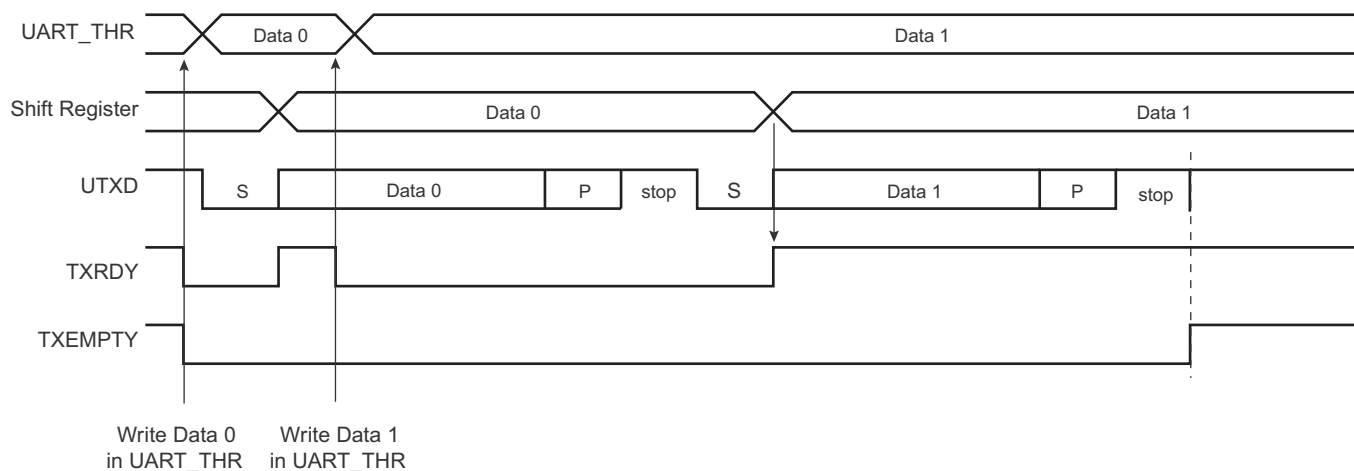 UART_THR
Data 0
Data 1
Shift Register
Data 0
Data 1
UTXD
S
Data 0
P
stop
S
Data 1
P
stop
TXRDY
TXEMPTY
Write Data 0
in UART_THR
Write Data 1
in UART_THR